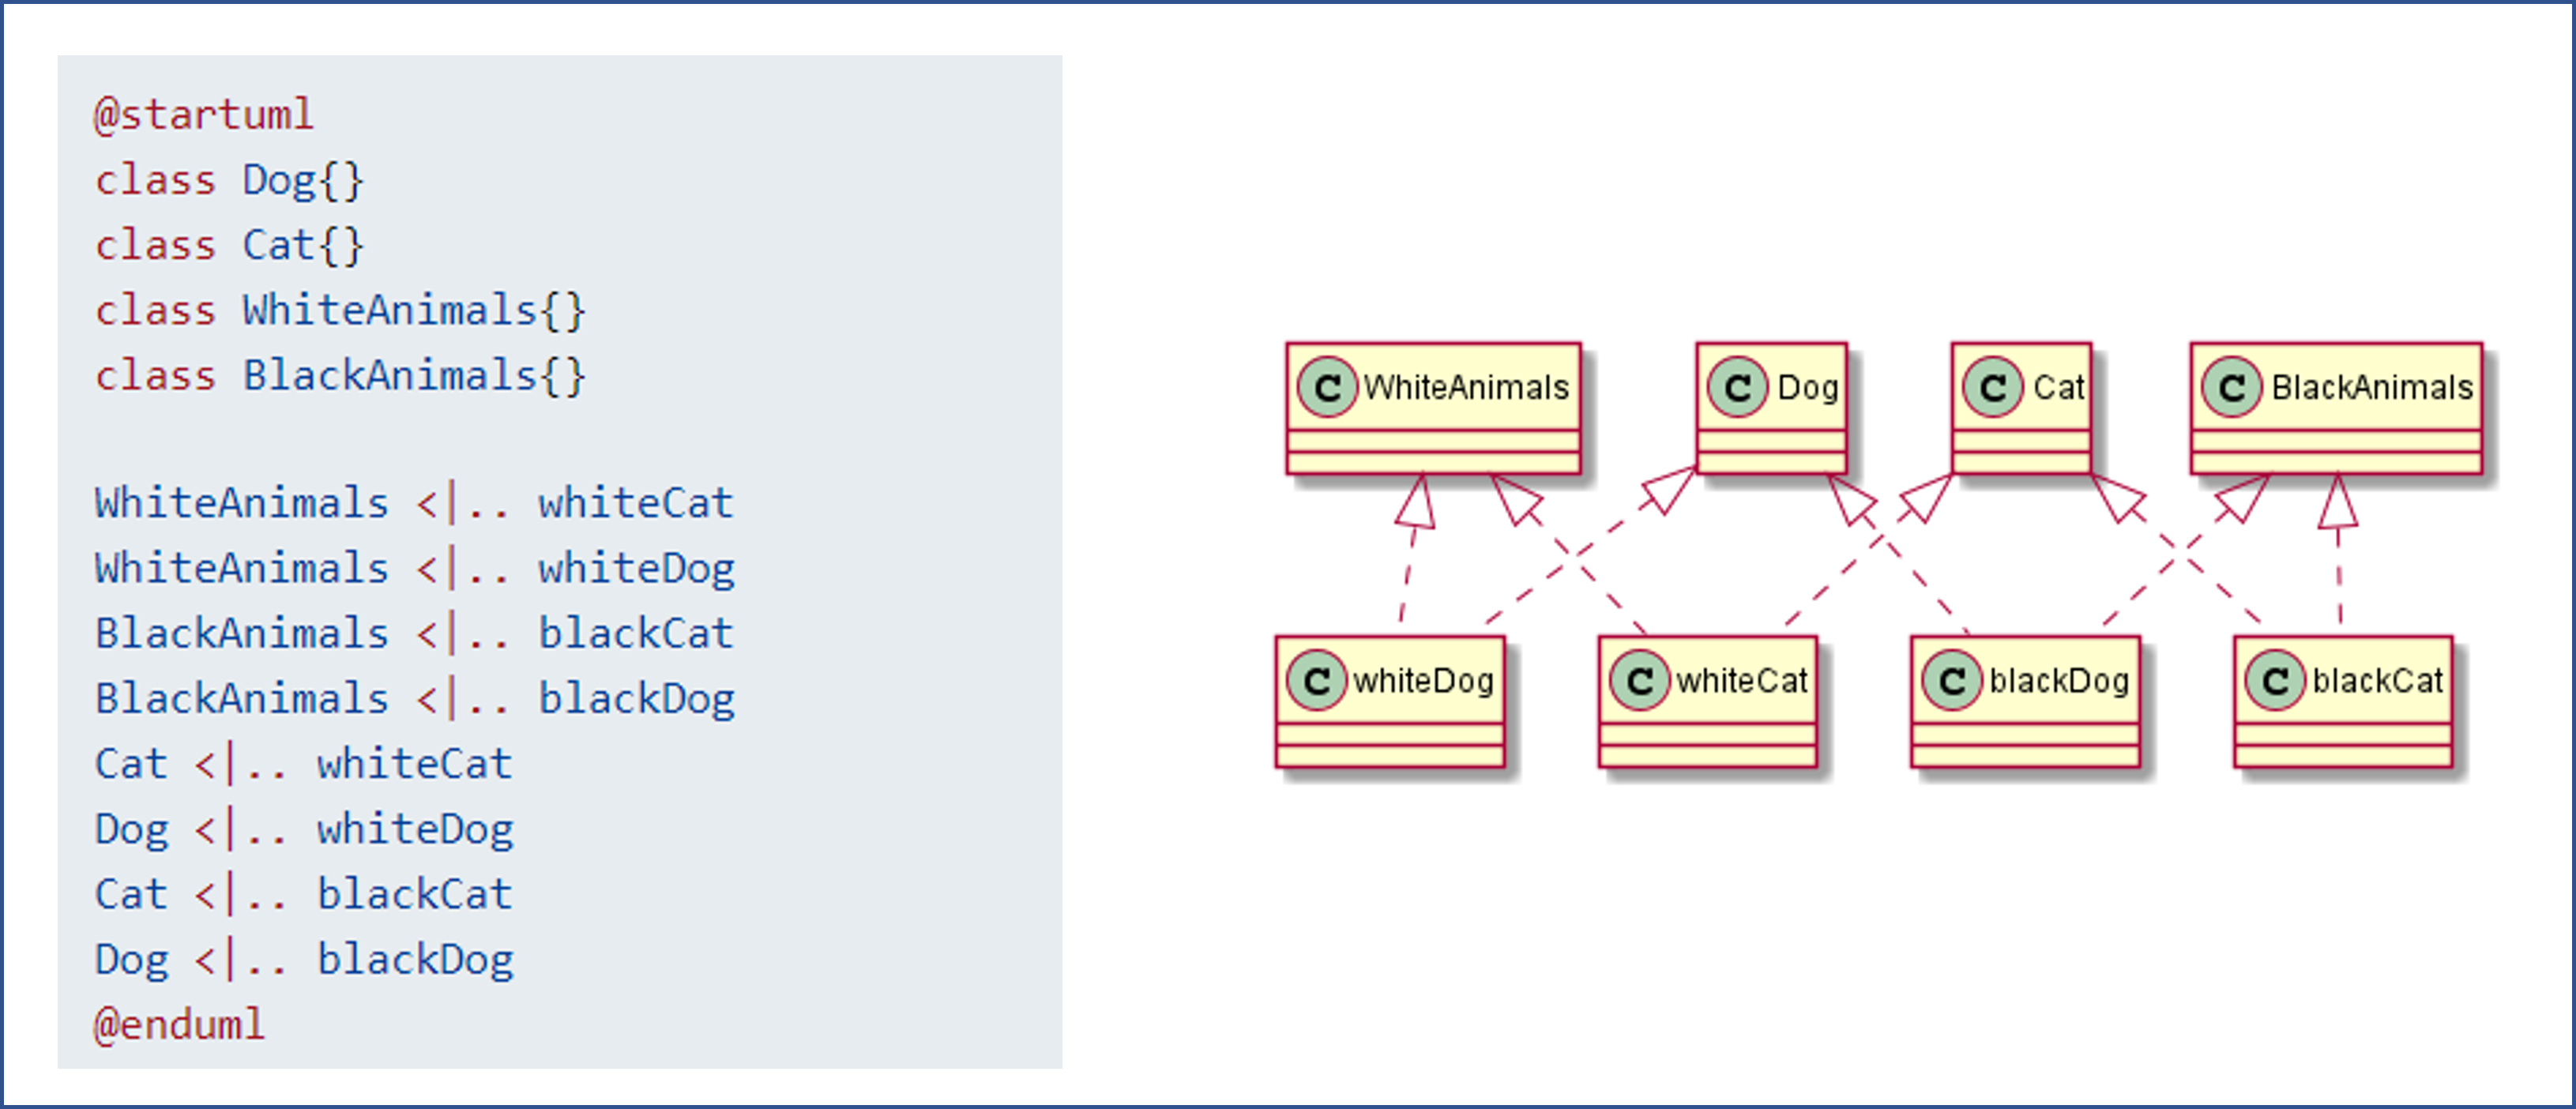 @startuml
class Dog{}
class Cat{}
class WhiteAnimals{}
class BlackAnimals{}
WhiteAnimals <|.. whiteCat
WhiteAnimals <|.. whiteDog
BlackAnimals <|.. blackCat
BlackAnimals <|.. blackDog
Cat <|.. whiteCat
Dog <|.. whiteDog
Cat <|.. blackCat
Dog <|.. blackDog
@enduml
C WhiteAnimals
C Dog
C Cat
C BlackAnimals
C whiteDog
C whiteCat
C blackDog
C blackCat